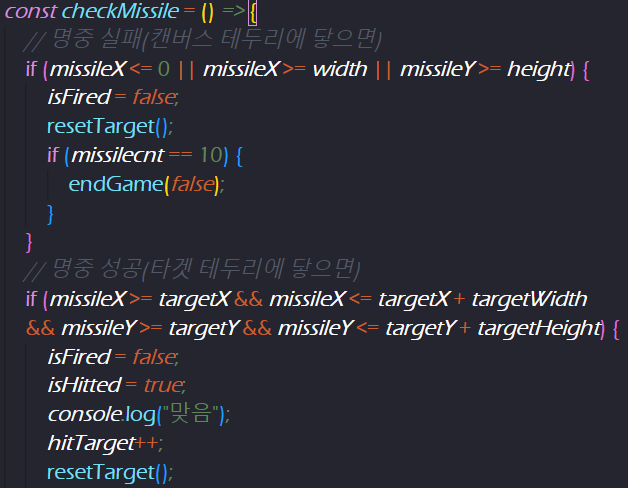 const checkMissile = () => {
// 명중 실패(캔버스 테두리에 닿으면)
if (missileX <= 0 || missileX >= width || missileY >= height) {
isFired = false;
resetTarget();
if (missilecnt == 10) {
endGame(false);
}
}
// 명중 성공(타겟 테두리에 닿으면)
if (missileX >= targetX && missileX <= targetX + targetWidth
&& missileY >= targetY && missileY <= targetY + targetHeight) {
isFired = false;
isHitted = true;
console.log("맞음");
hitTarget++;
resetTarget();